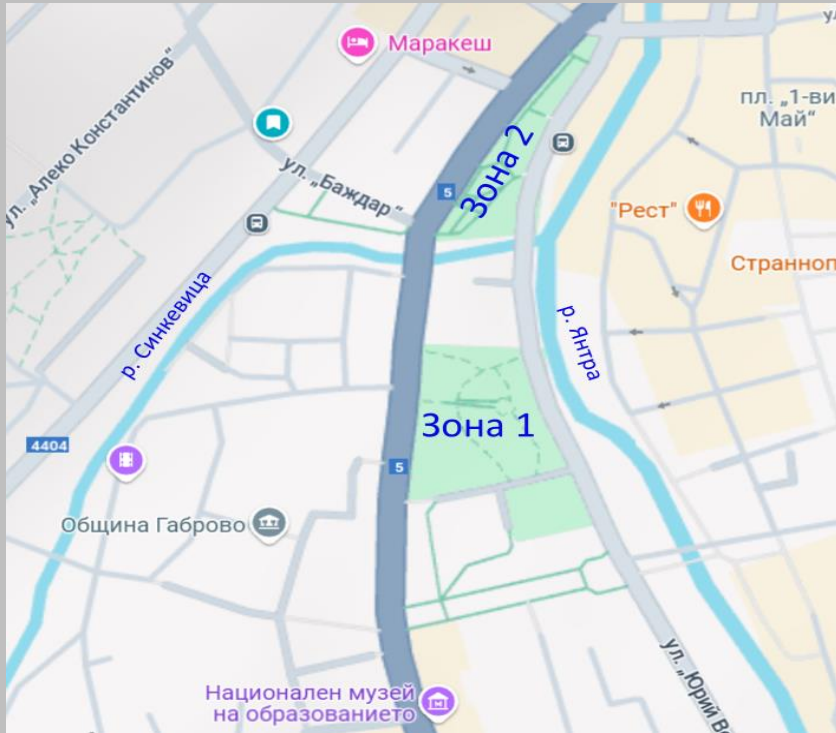 Маракеш
ул. „Алеко Константинов“
пл. „1-ви
Май“
ул. „Баждар“
5
Зона 2
"Рест"
Странноп
р. Синкевица
р. Янтра
Зона 1
4404
5
Община Габрово
ул. „Юрий Ве
Национален музей
на образованието